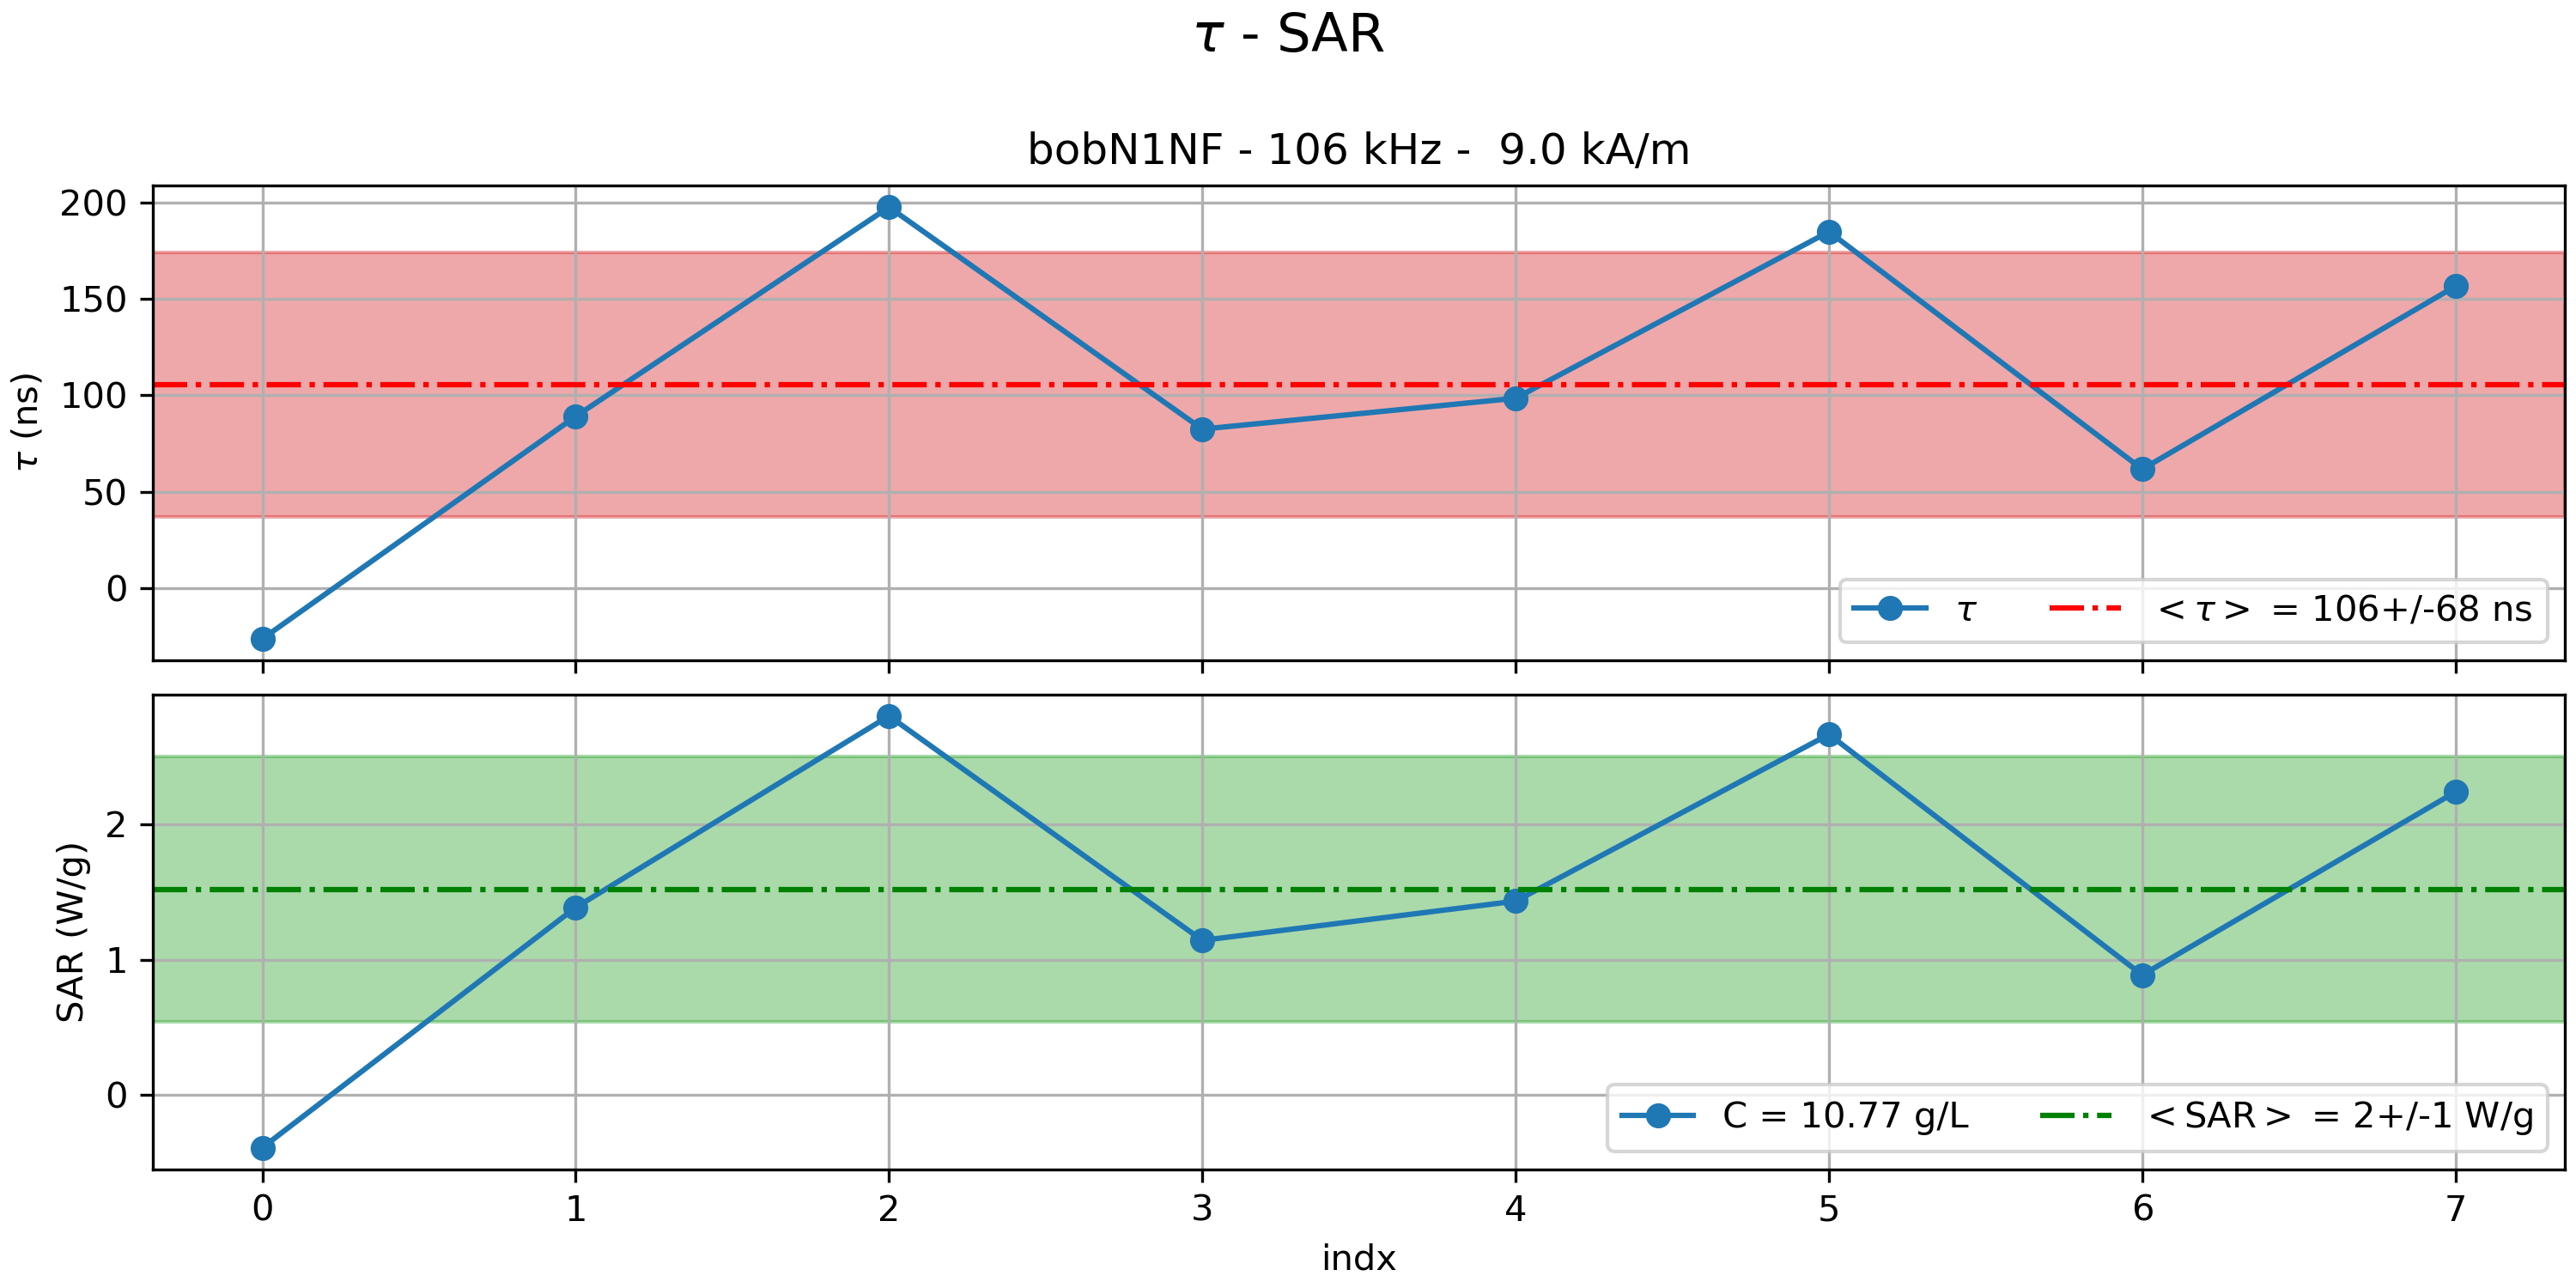 τ - SAR
bobN1NF - 106 kHz - 9.0 kA/m
τ (ns)
200
150
100
50
0
τ
<τ> = 106+/-68 ns
SAR (W/g)
2
1
0
C = 10.77 g/L
<SAR> = 2+/-1 W/g
0 1 2 3 4 5 6 7
indx